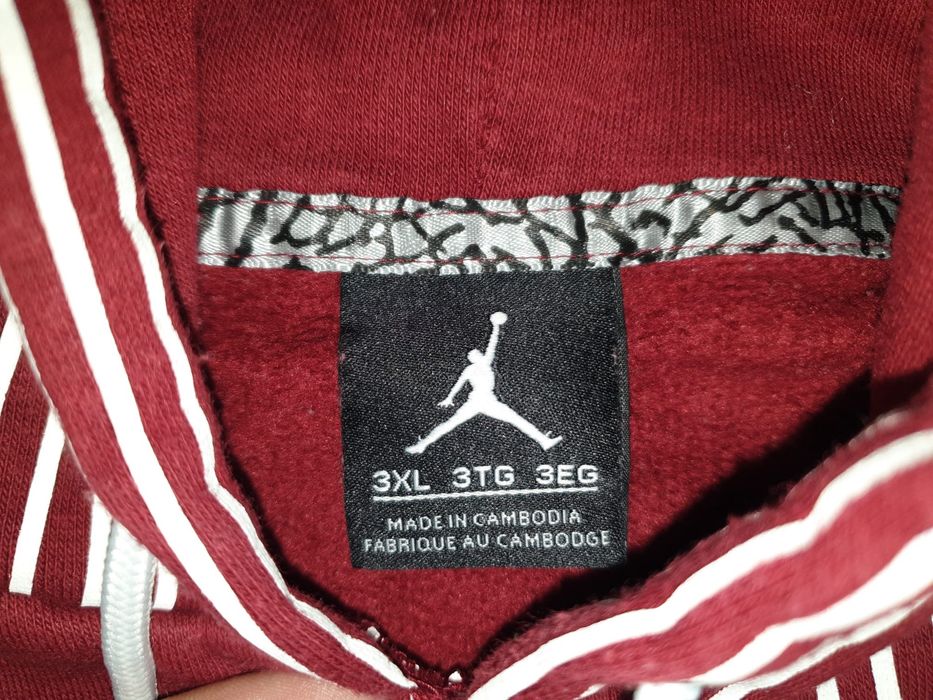 3XL 3TG 3EG
MADE IN CAMBODIA
FABRIQUE AU CAMBODGE